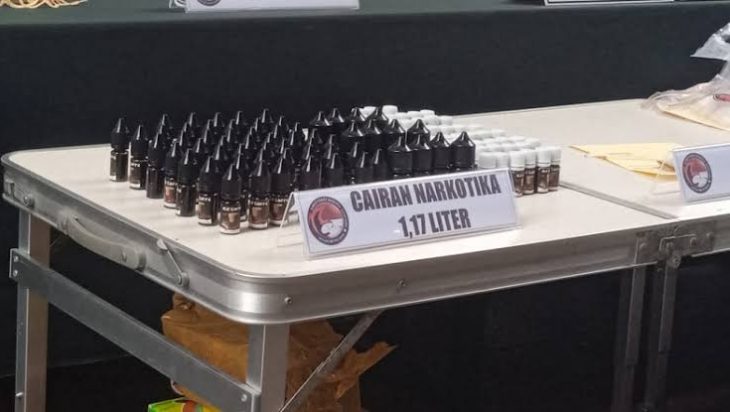 CAIRAN NARKOTIKA
1,17 LITER